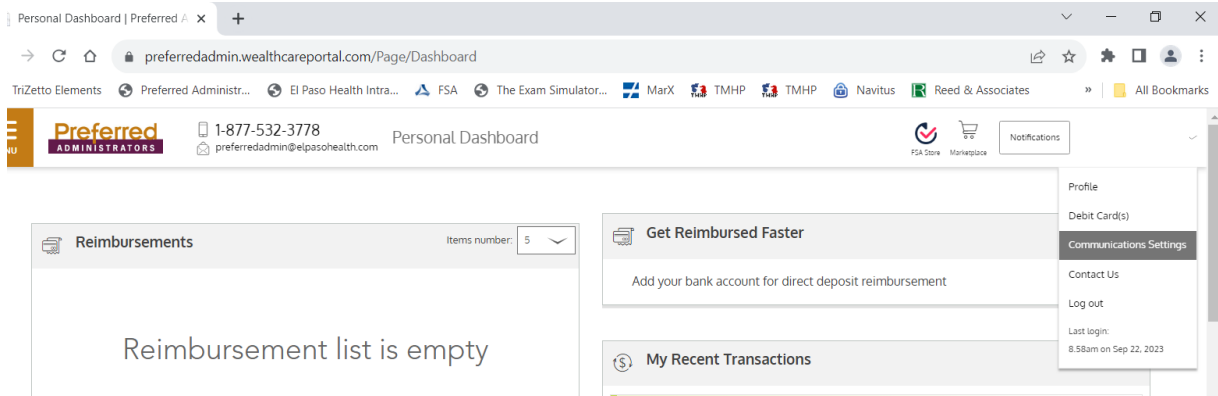 Personal Dashboard | Preferred A
preferredadmin.wealthcareportal.com/Page/Dashboard
TriZetto Elements Preferred Administr... El Paso Health Intra... FSA The Exam Simulator... MarX TMHP TMHP Navitus Reed & Associates » All Bookmarks
NU
Preferred
ADMINISTRATORS
1-877-532-3778
preferredadmin@elpasohealth.com
Personal Dashboard
FSA Store
Marketplace
Notifications
Profile
Debit Card(s)
Communications Settings
Contact Us
Log out
Last login:
8.58am on Sep 22, 2023
Reimbursements
Items number: 5
Reimbursement list is empty
Get Reimbursed Faster
Add your bank account for direct deposit reimbursement
My Recent Transactions